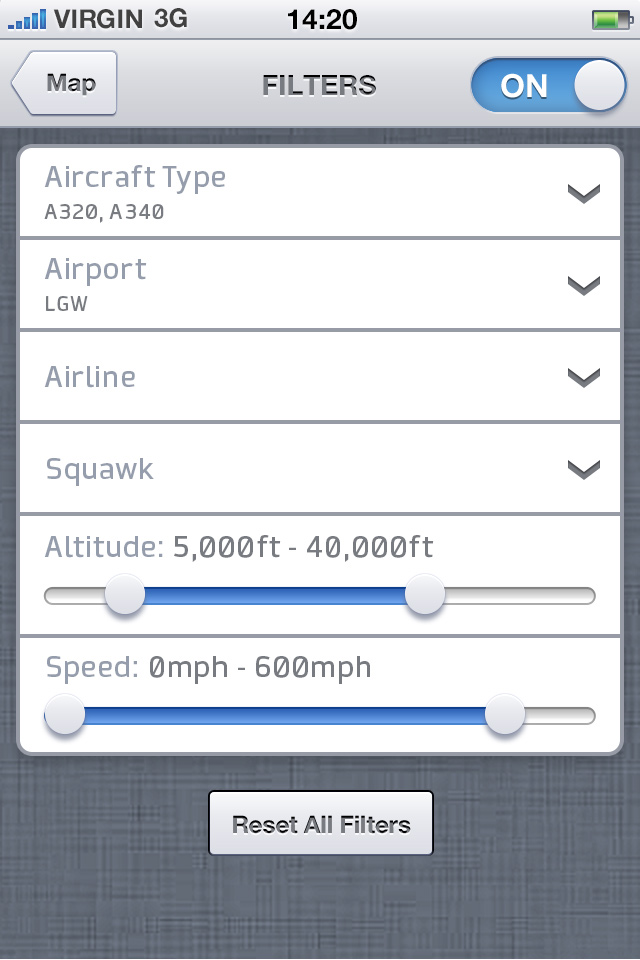 VIRGIN 3G 14:20
Map FILTERS ON
Aircraft Type
A320, A340
Airport
LGW
Airline
Squawk
Altitude: 5,000ft - 40,000ft
Speed: 0mph - 600mph
Reset All Filters